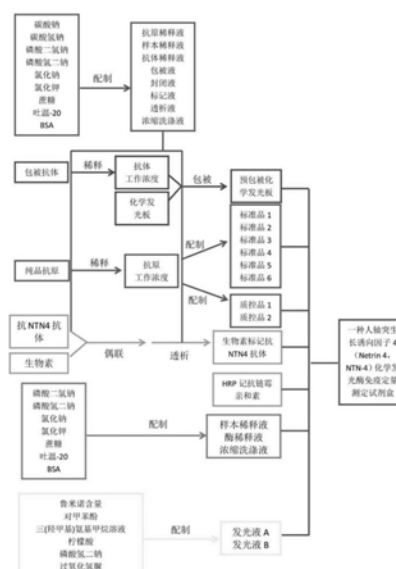 碳酸钠
碳酸氢钠
磷酸二氢钠
磷酸氢二钠
氯化钠
氯化钾
蔗糖
吐温-20
BSA
配制
抗原稀释液
样本稀释液
抗体稀释液
包被液
封闭液
标记液
透析液
浓缩洗涤液
包被抗体
稀释
抗体
工作浓度
化学发
光板
包被
预包被化
学发光板
纯品抗原
稀释
抗原
工作浓度
配制
标准品 1
标准品 2
标准品 3
标准品 4
标准品 5
标准品 6
配制
质控品 1
质控品 2
抗 NTN4 抗
体
生物素
偶联
透析
生物素标记抗
NTN4 抗体
HRP 记抗链霉
亲和素
磷酸二氢钠
磷酸氢二钠
氯化钠
氯化钾
蔗糖
吐温-20
BSA
配制
样本稀释液
酶稀释液
浓缩洗涤液
鲁米诺含量
对甲苯酚
三(羟甲基)氨基甲烷溶液
柠檬酸
磷酸氢二钠
过氧化氢脲
配制
发光液 A
发光液 B
一种人轴突生
长诱向因子 4
（Netrin 4，
NTN-4）化学发
光酶免疫定量
测定试剂盒